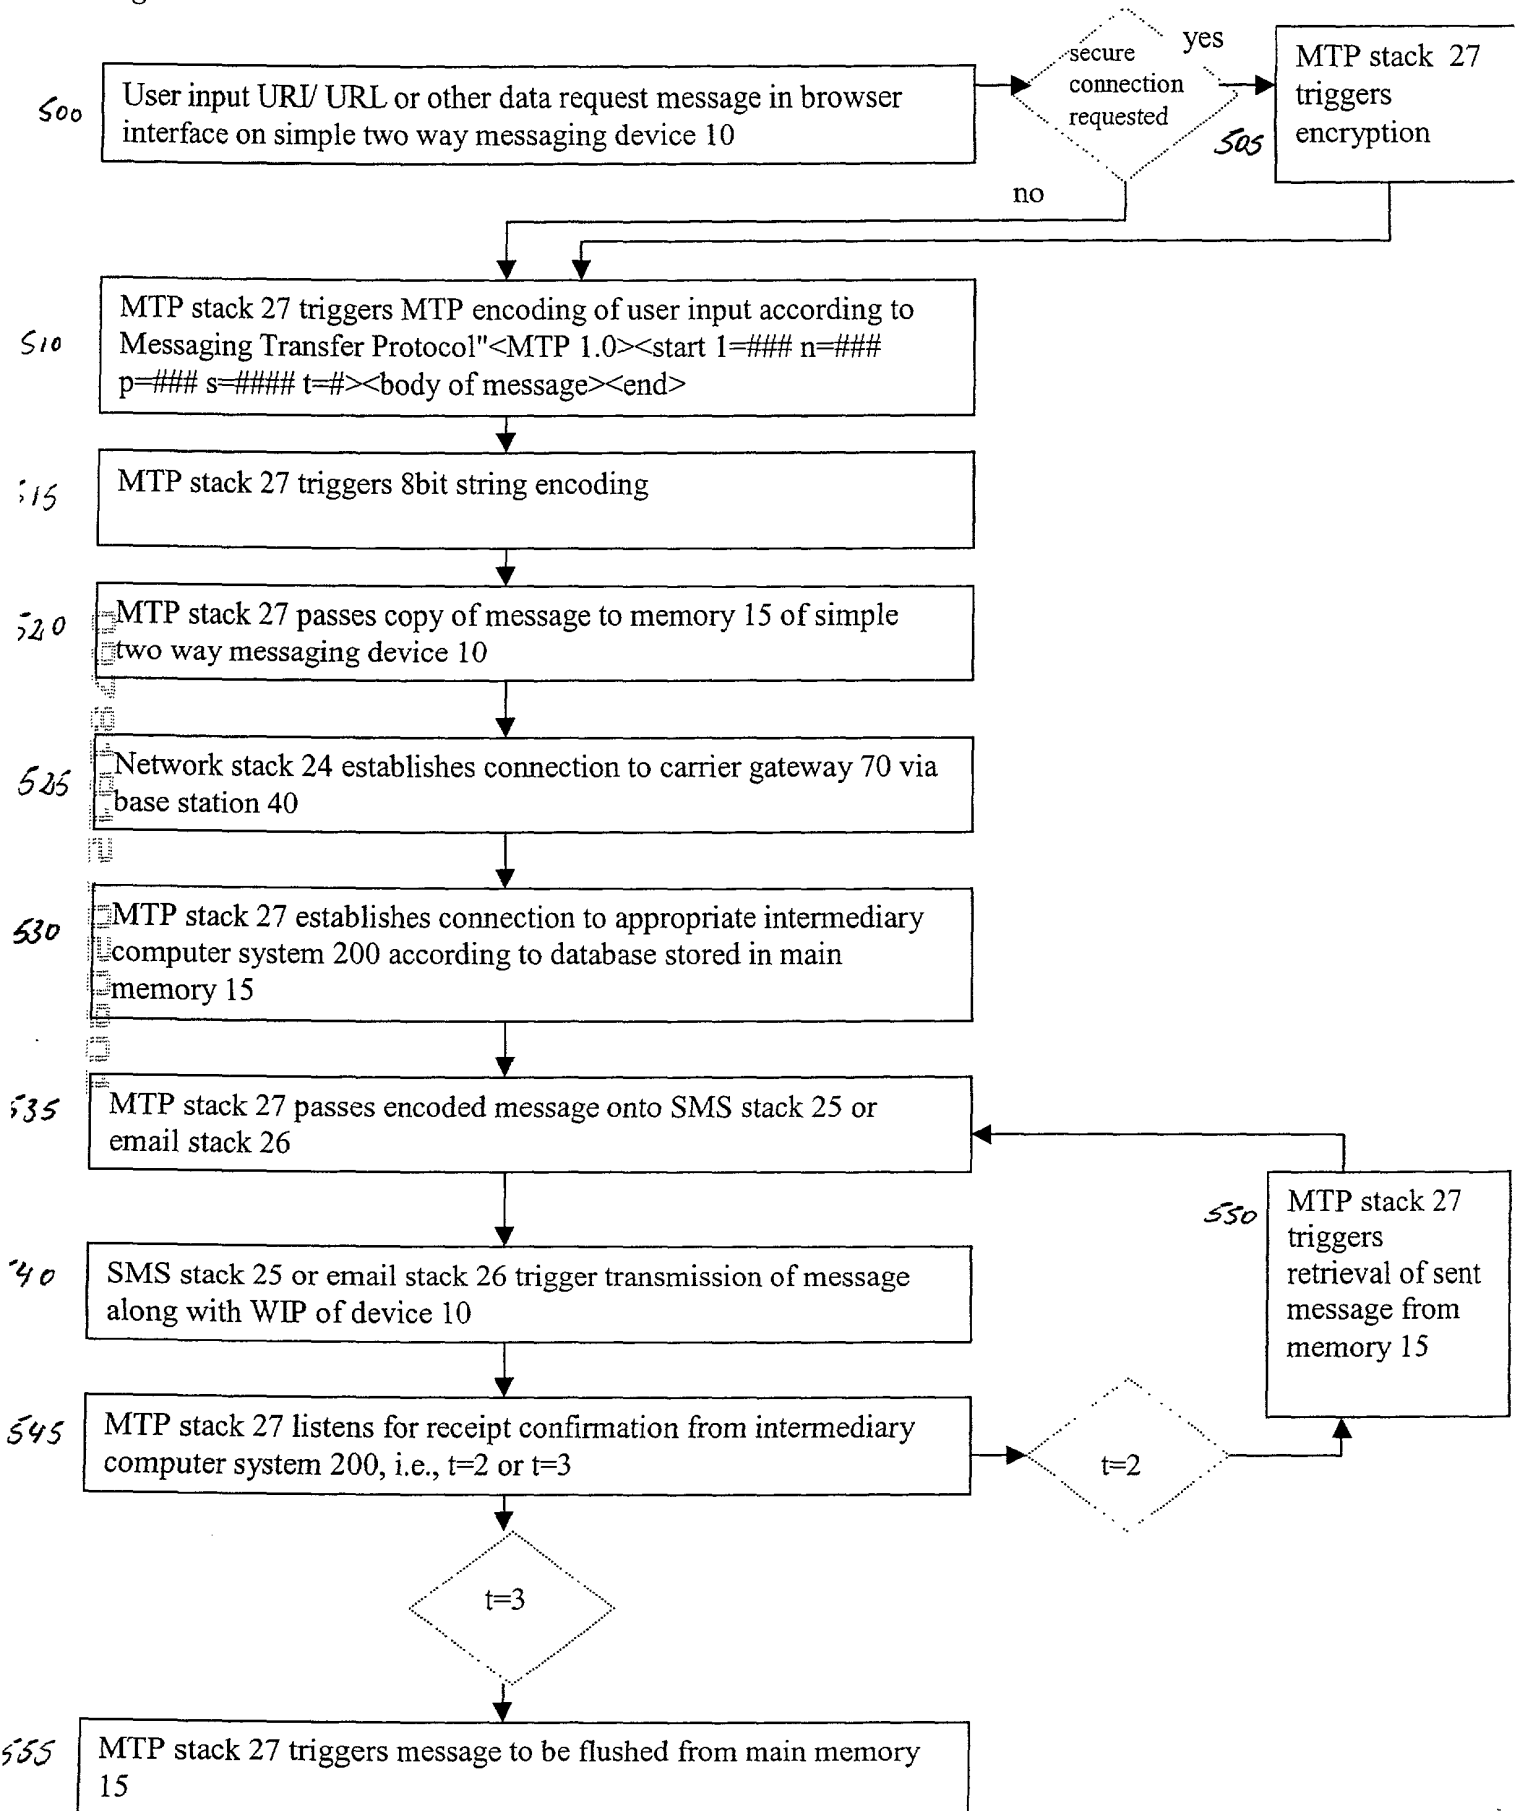 yes
secure
connection
requested
MTP stack 27
triggers
encryption
505
500
User input URI/ URL or other data request message in browser
interface on simple two way messaging device 10
no
510
MTP stack 27 triggers MTP encoding of user input according to
Messaging Transfer Protocol"<MTP 1.0><start 1=### n=###
p=### s=#### t=#><body of message><end>
515
MTP stack 27 triggers 8bit string encoding
520
MTP stack 27 passes copy of message to memory 15 of simple
two way messaging device 10
525
Network stack 24 establishes connection to carrier gateway 70 via
base station 40
530
MTP stack 27 establishes connection to appropriate intermediary
computer system 200 according to database stored in main
memory 15
535
MTP stack 27 passes encoded message onto SMS stack 25 or
email stack 26
550
MTP stack 27
triggers
retrieval of sent
message from
memory 15
40
SMS stack 25 or email stack 26 trigger transmission of message
along with WIP of device 10
545
MTP stack 27 listens for receipt confirmation from intermediary
computer system 200, i.e., t=2 or t=3
t=2
t=3
555
MTP stack 27 triggers message to be flushed from main memory
15